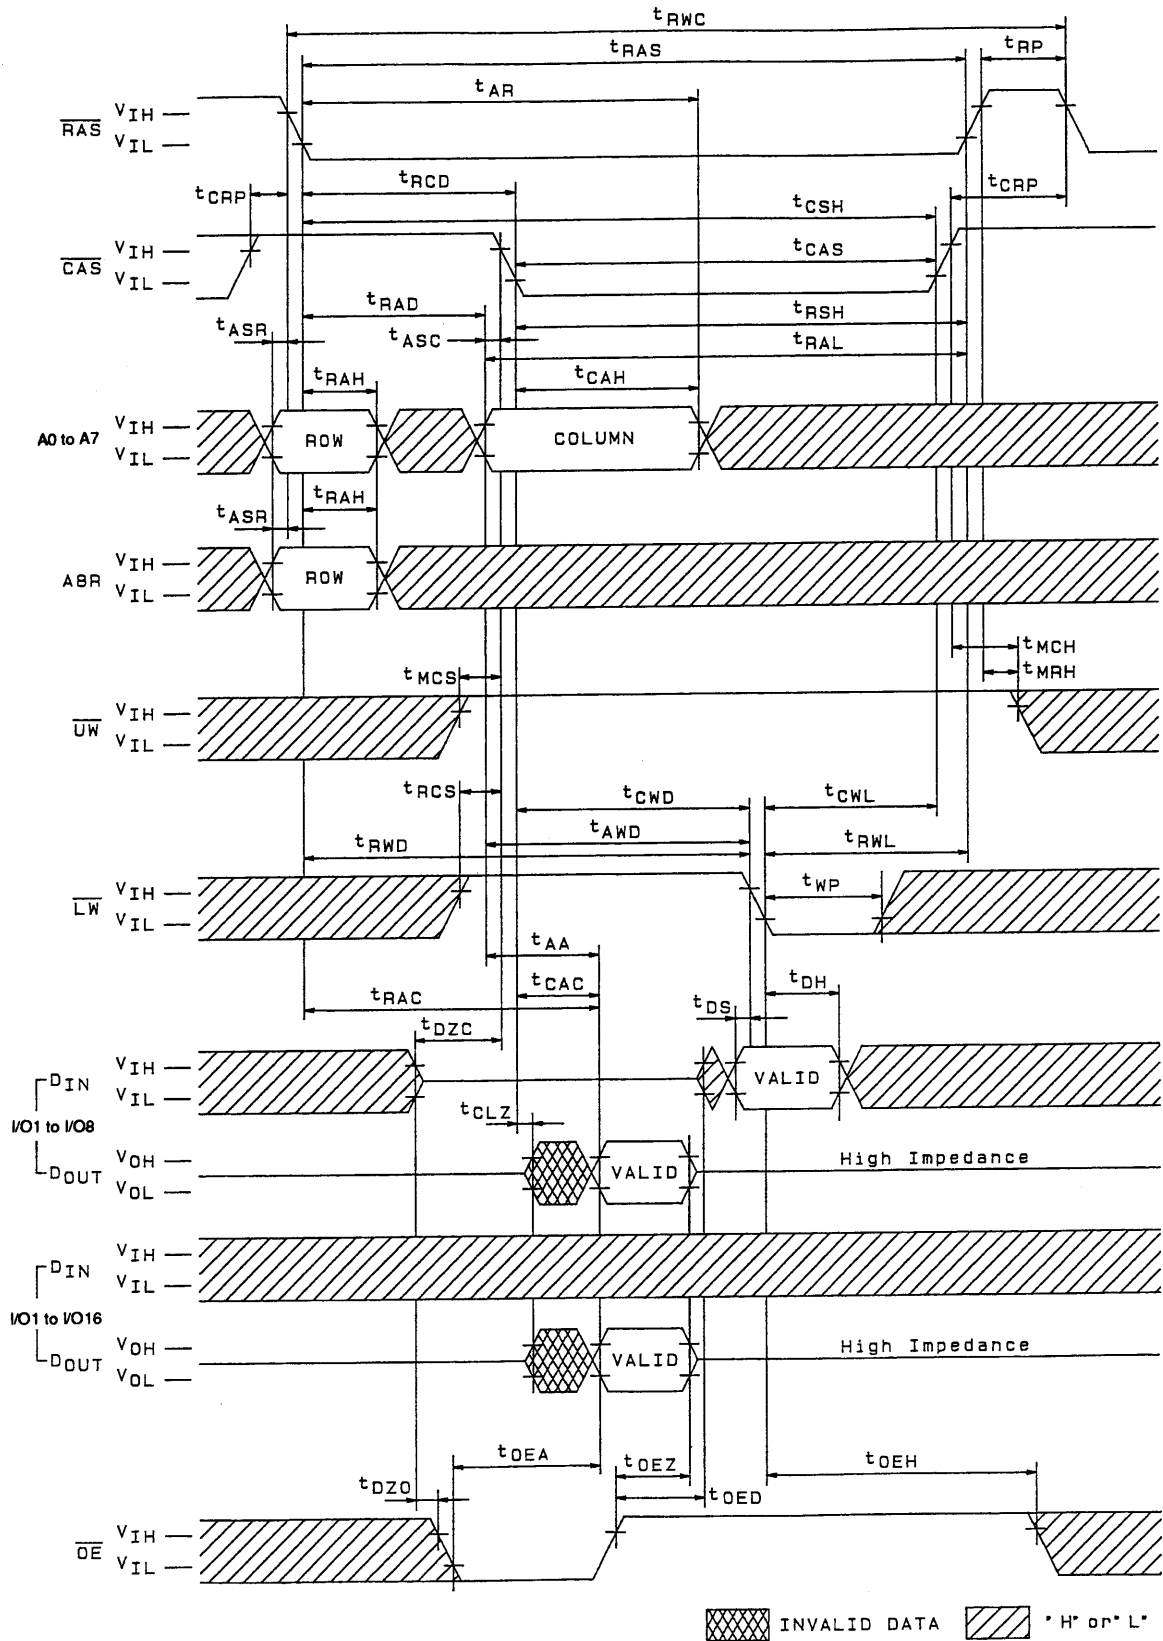 tRWC
tRAS
tRP
tAR
RAS
VIH
VIL
tCRP
tRCD
tCRP
tCSH
CAS
VIH
VIL
tCAS
tRAD
tRSH
tASR
tASC
tRAL
tRAH
tCAH
A0 to A7
VIH
VIL
ROW
COLUMN
tRAH
tASR
A8R
VIH
VIL
ROW
tMCH
tMCS
tMRH
UW
VIH
VIL
tRCS
tCWD
tCWL
tRWD
tAWD
tRWL
LW
VIH
VIL
tWP
tAA
tCAC
tRAC
tDH
tDS
tDZC
DIN
VIH
VIL
VALID
I/O1 to I/O8
tCLZ
DOUT
VOH
VOL
VALID
High Impedance
DIN
VIH
VIL
I/O1 to I/O16
DOUT
VOH
VOL
VALID
High Impedance
tOEA
tOEZ
tOEH
tDZO
tOED
OE
VIH
VIL
INVALID DATA
"H" or "L"